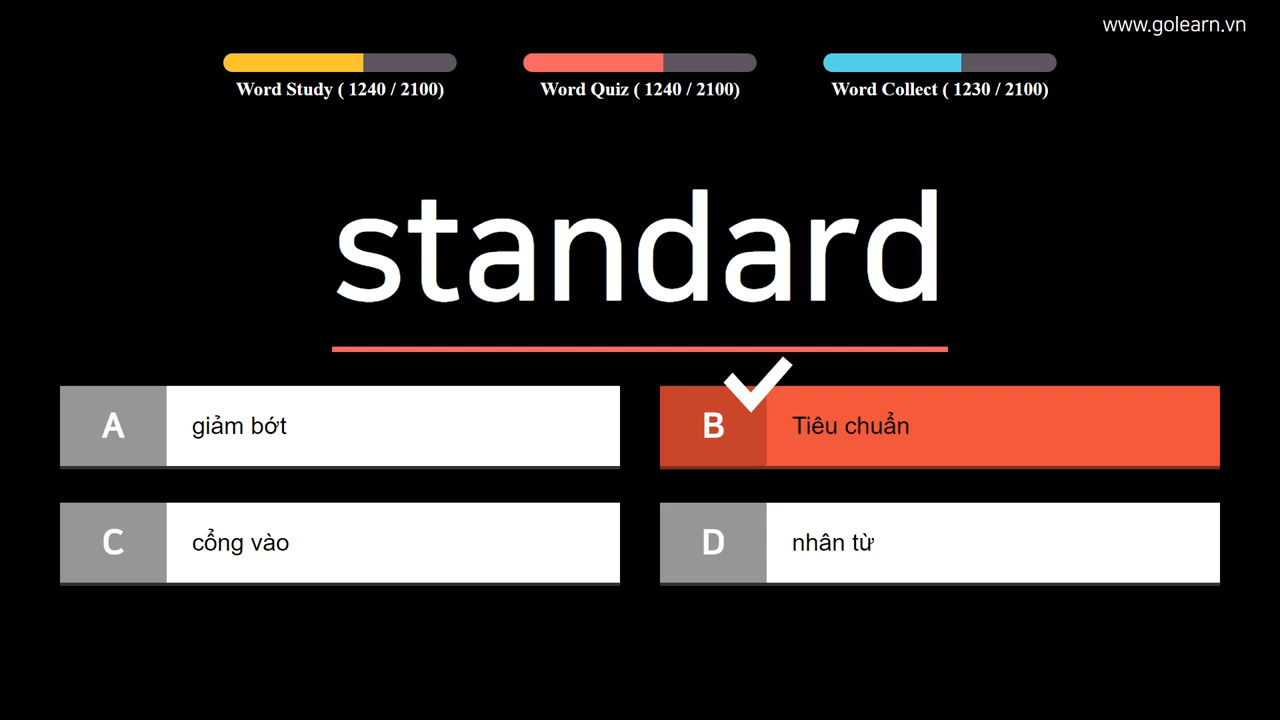 www.golearn.vn
Word Study ( 1240 / 2100)
Word Quiz ( 1240 / 2100)
Word Collect ( 1230 / 2100)
standard
A giảm bớt
B Tiêu chuẩn
C cổng vào
D nhân từ